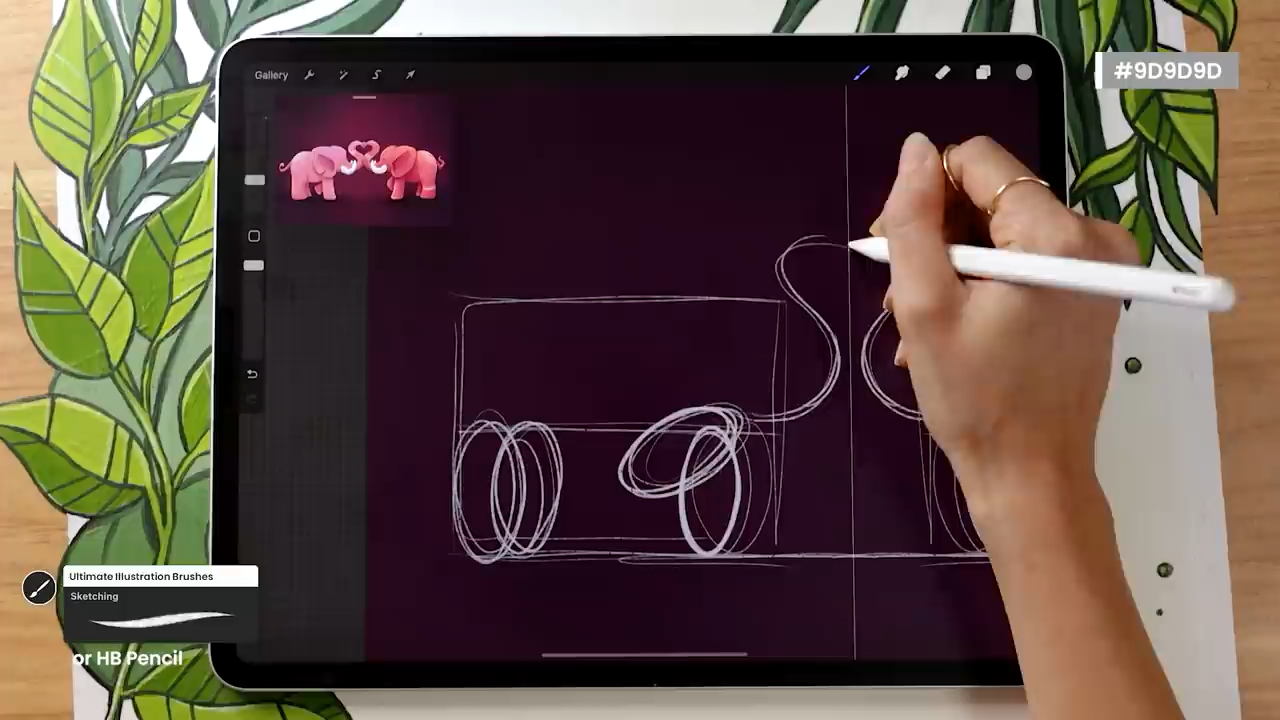 Gallery
#9D9D9D
Ultimate Illustration Brushes
Sketching
or HB Pencil